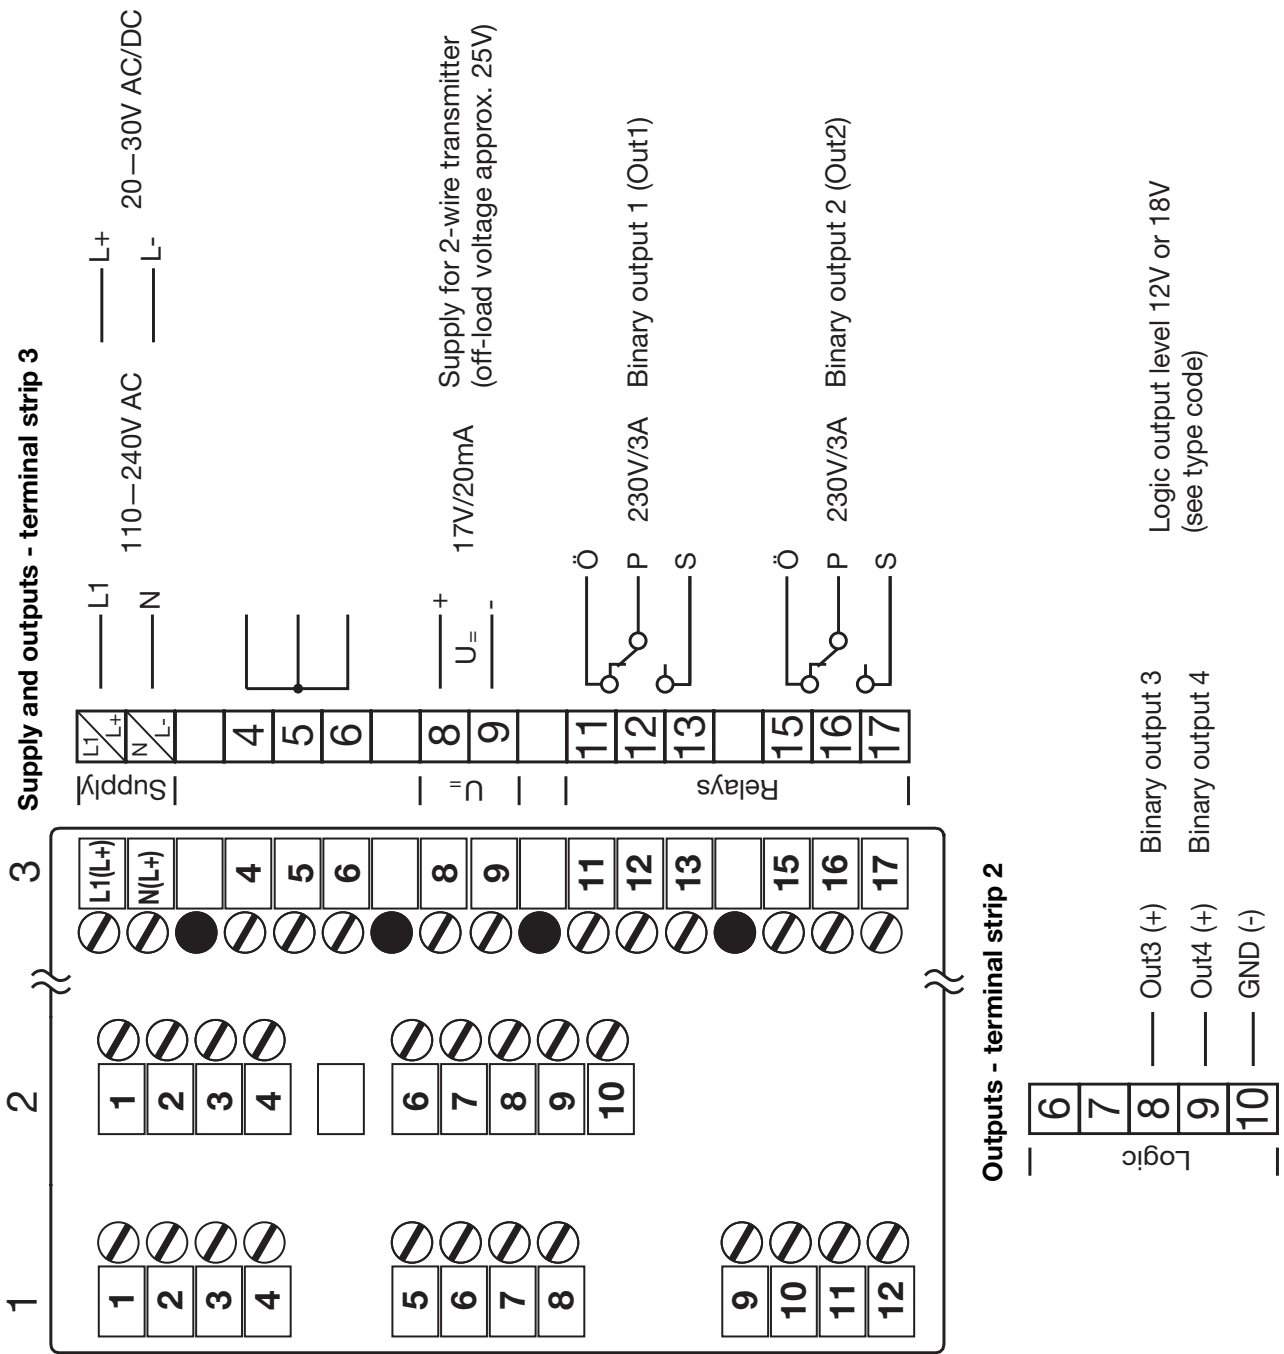 Supply and outputs - terminal strip 3
3
L1(L+)
N(L+)
4
5
6
8
9
11
12
13
15
16
17
Supply
U=
Relays
L1
L+
N
L-
4
5
6
8
9
11
12
13
15
16
17
L1
N
110—240V AC
L+
L-
20—30V AC/DC
+
U=
-
17V/20mA
Supply for 2-wire transmitter
(off-load voltage approx. 25V)
Ö
P
S
230V/3A
Binary output 1 (Out1)
Ö
P
S
230V/3A
Binary output 2 (Out2)
2
1
2
3
4
6
7
8
9
10
1
1
2
3
4
5
6
7
8
9
10
11
12
Outputs - terminal strip 2
Logic
6
7
8
9
10
Out3 (+)
Binary output 3
Out4 (+)
Binary output 4
GND (-)
Logic output level 12V or 18V
(see type code)